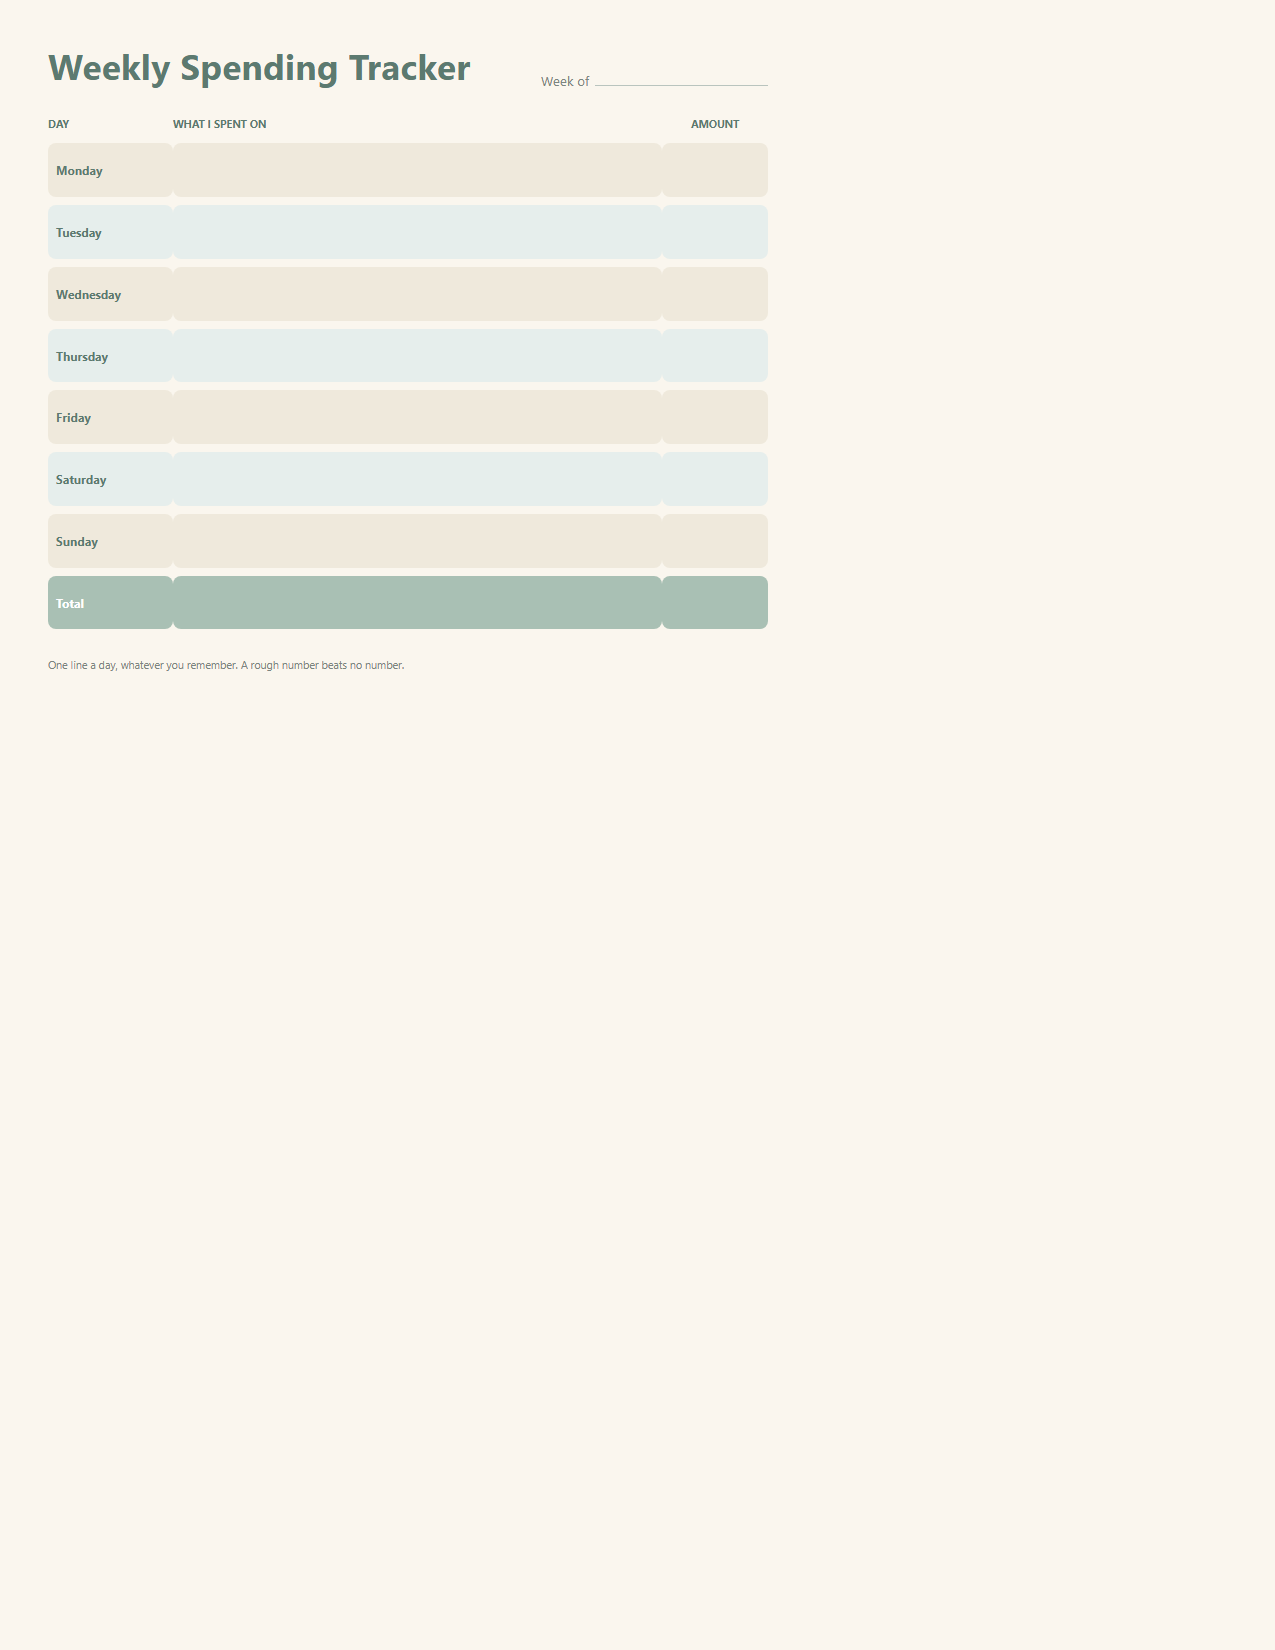 Weekly Spending Tracker
Week of
DAY WHAT I SPENT ON AMOUNT
Monday
Tuesday
Wednesday
Thursday
Friday
Saturday
Sunday
Total
One line a day, whatever you remember. A rough number beats no number.